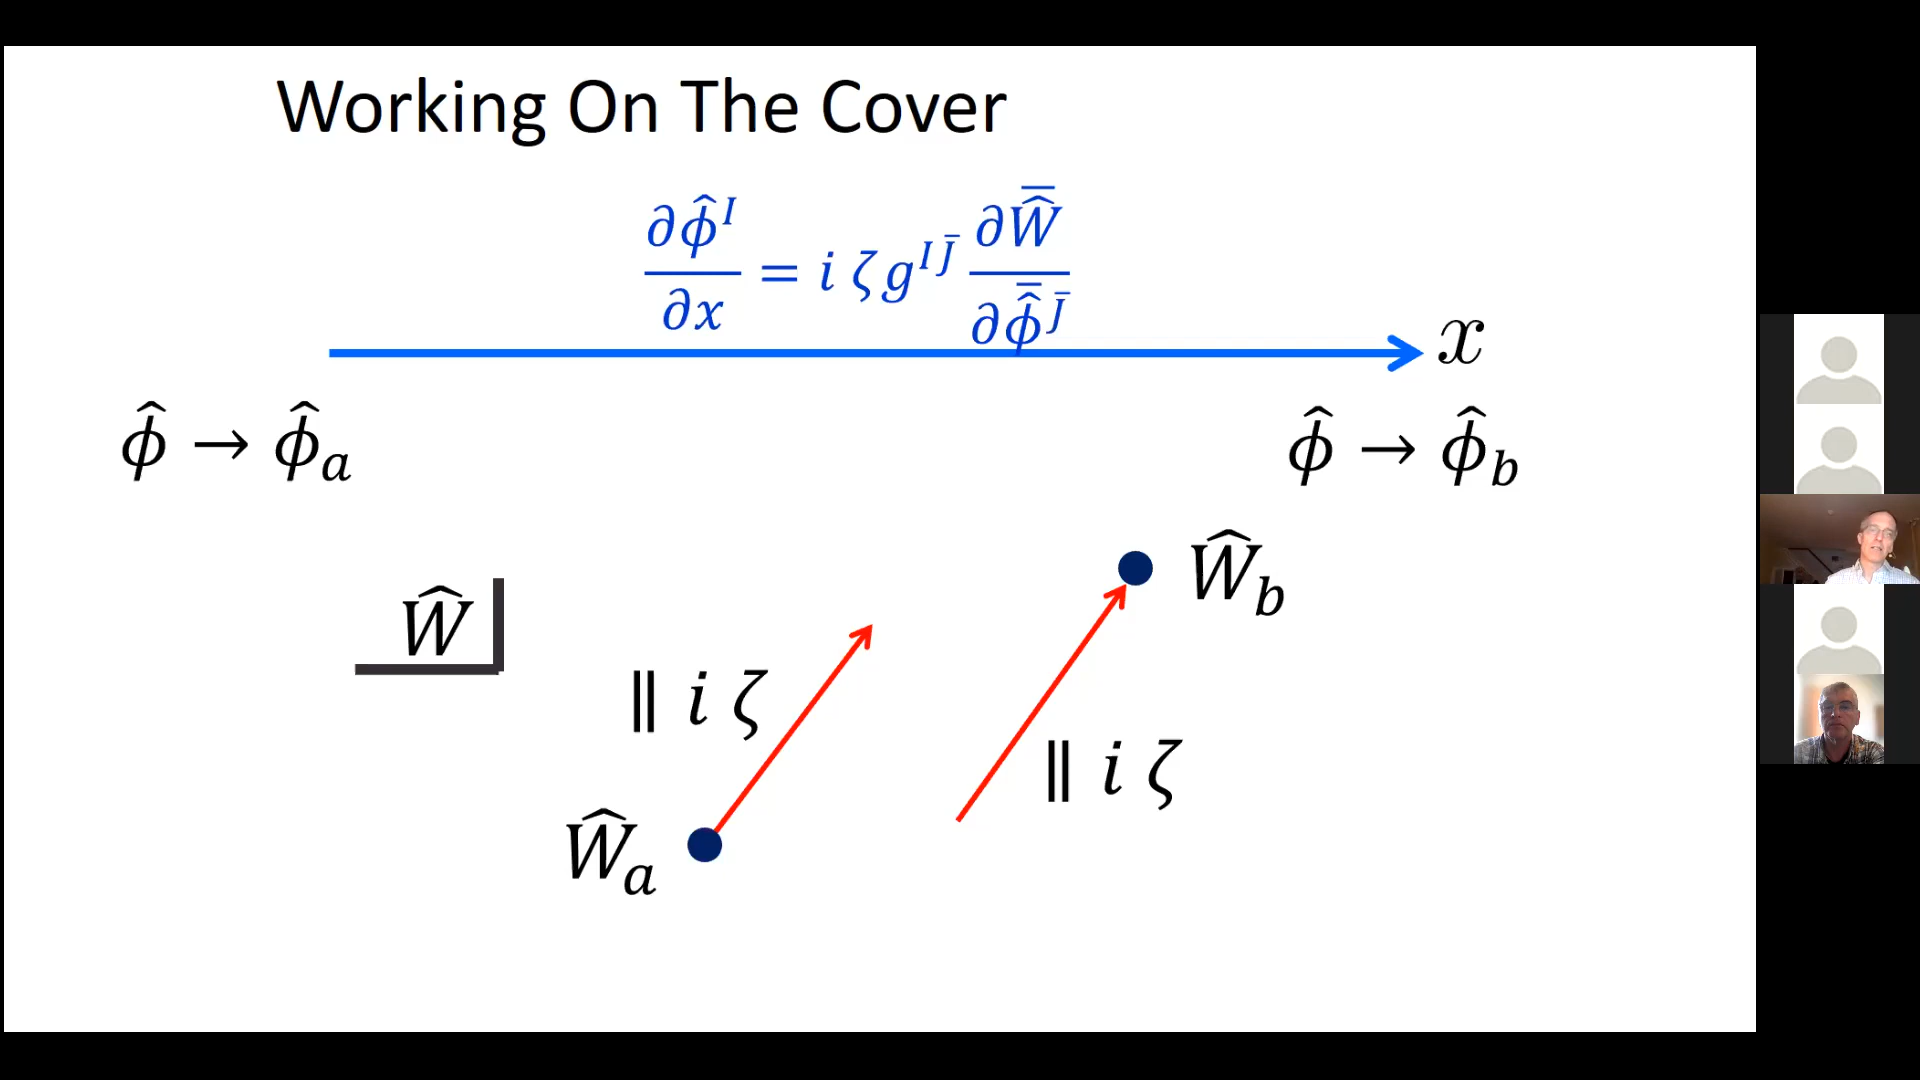 Working On The Cover
∂φ̂^I/∂x = i ζ g^{IJ̄} ∂Ŵ̄/∂φ̂̄^J̄
x
φ̂ → φ̂_a
φ̂ → φ̂_b
Ŵ_b
Ŵ
∥ i ζ
∥ i ζ
Ŵ_a